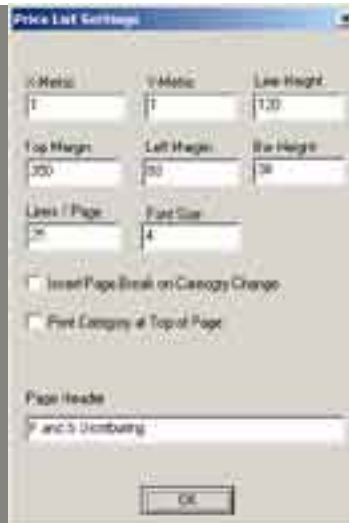 Price List Settings
X-Metric Y-Metric Line Height
1 1 120
Top Margin Left Margin Bar Height
Lines / Page Font Size
4
Insert Page Break on Category Change
Print Category at Top of Page
Page Header
and S Distributing
OK